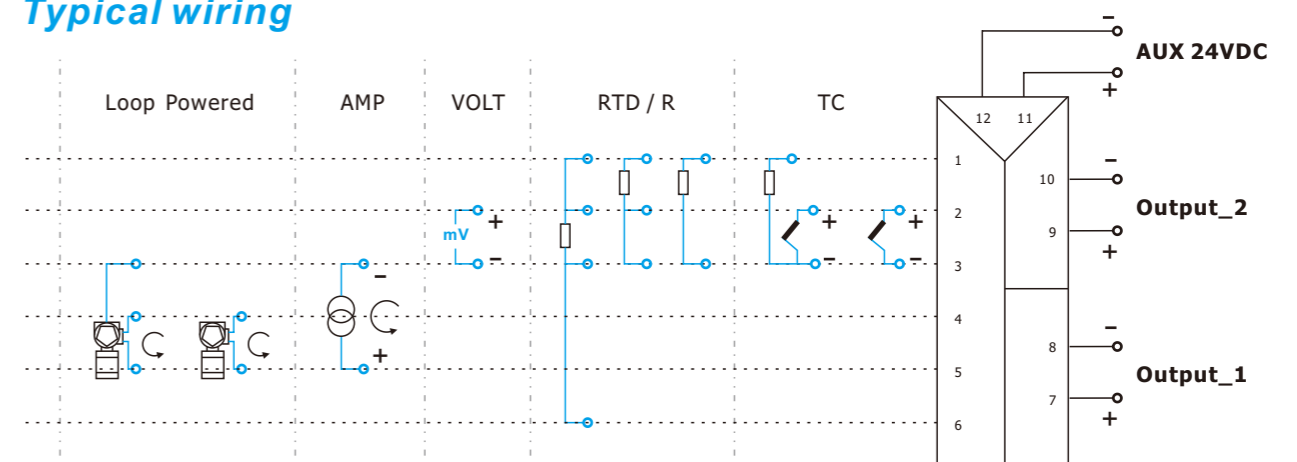 Typical wiring
Loop Powered
AMP
VOLT
RTD / R
TC
−
AUX 24VDC
+
12 11
1
2
3
4
5
6
10
9
8
7
−
Output_2
+
−
Output_1
+
mV
+
−
−
+
+
−
+
−